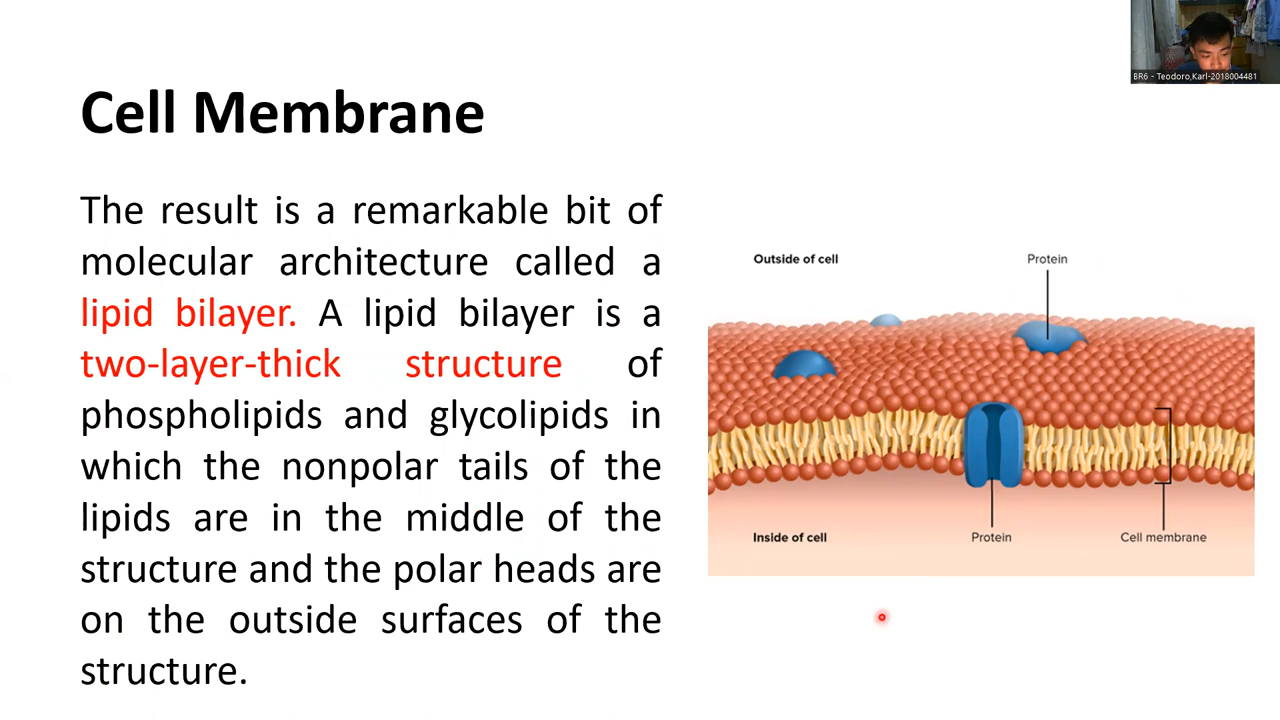 BR6 - Teodoro,Karl-2018004481
Cell Membrane
The result is a remarkable bit of
molecular architecture called a
lipid bilayer. A lipid bilayer is a
two-layer-thick structure of
phospholipids and glycolipids in
which the nonpolar tails of the
lipids are in the middle of the
structure and the polar heads are
on the outside surfaces of the
structure.
Outside of cell
Protein
Inside of cell
Protein
Cell membrane